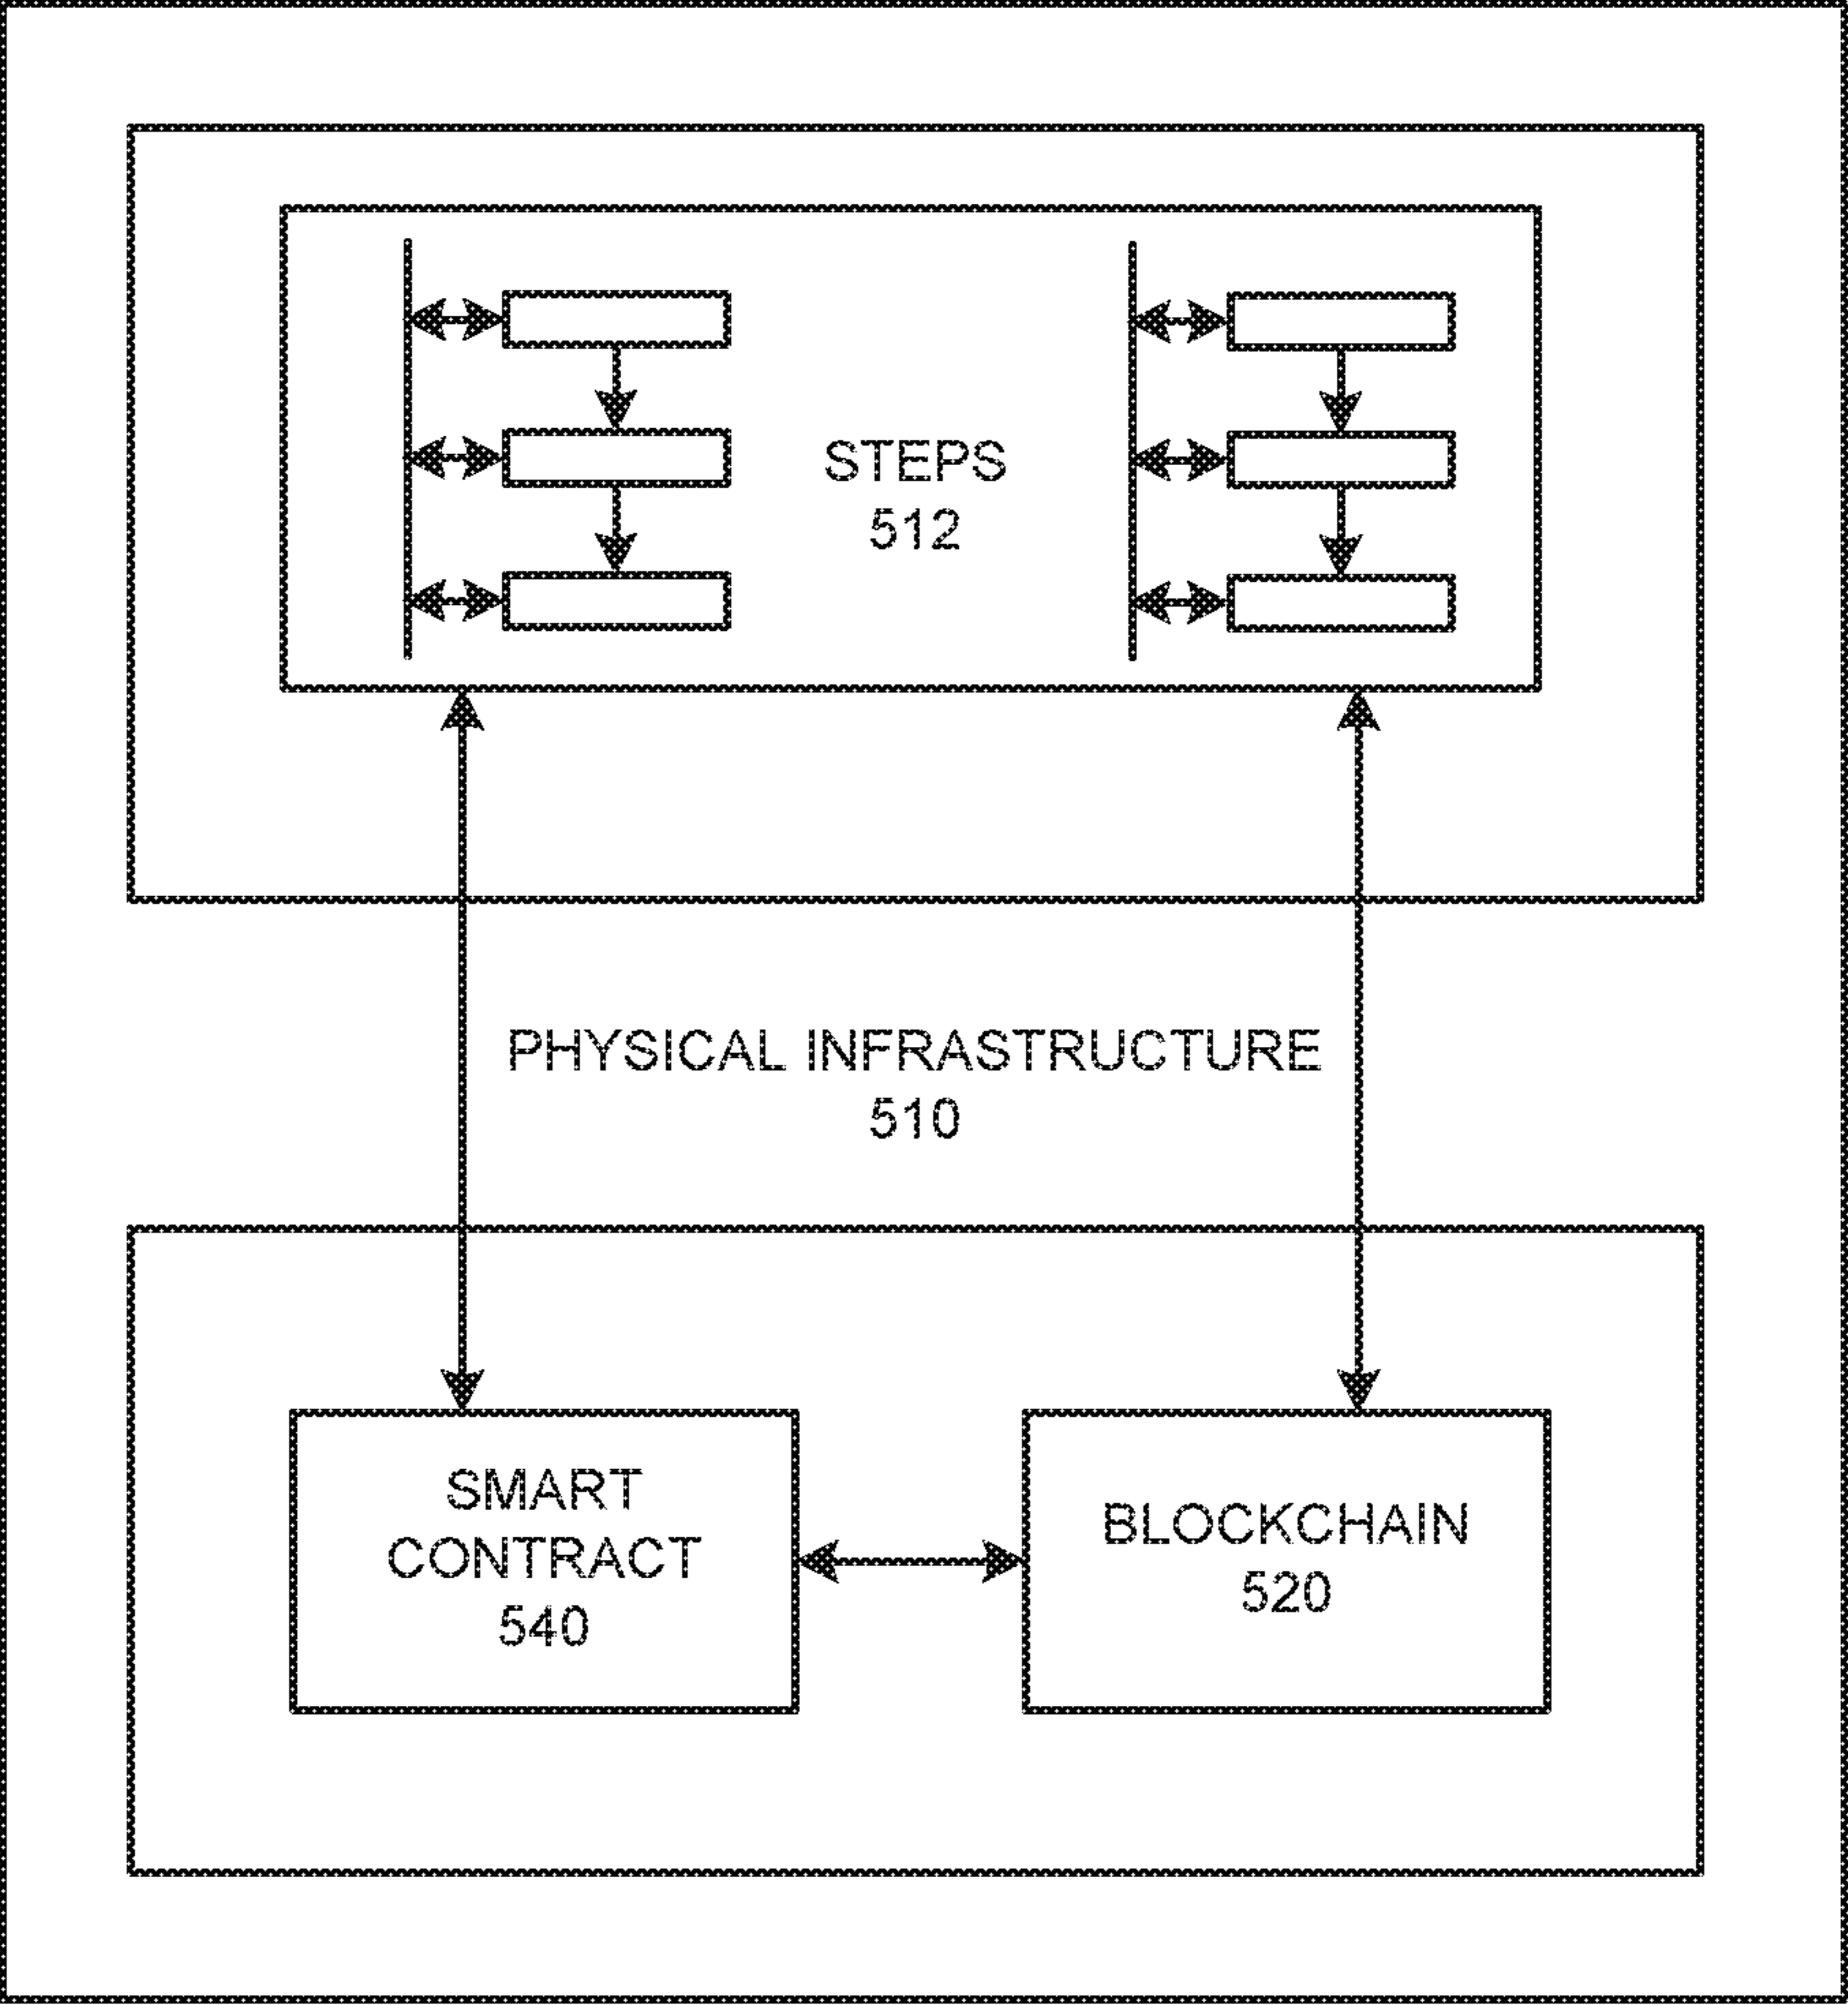 STEPS
512
PHYSICAL INFRASTRUCTURE
510
SMART
CONTRACT
540
BLOCKCHAIN
520